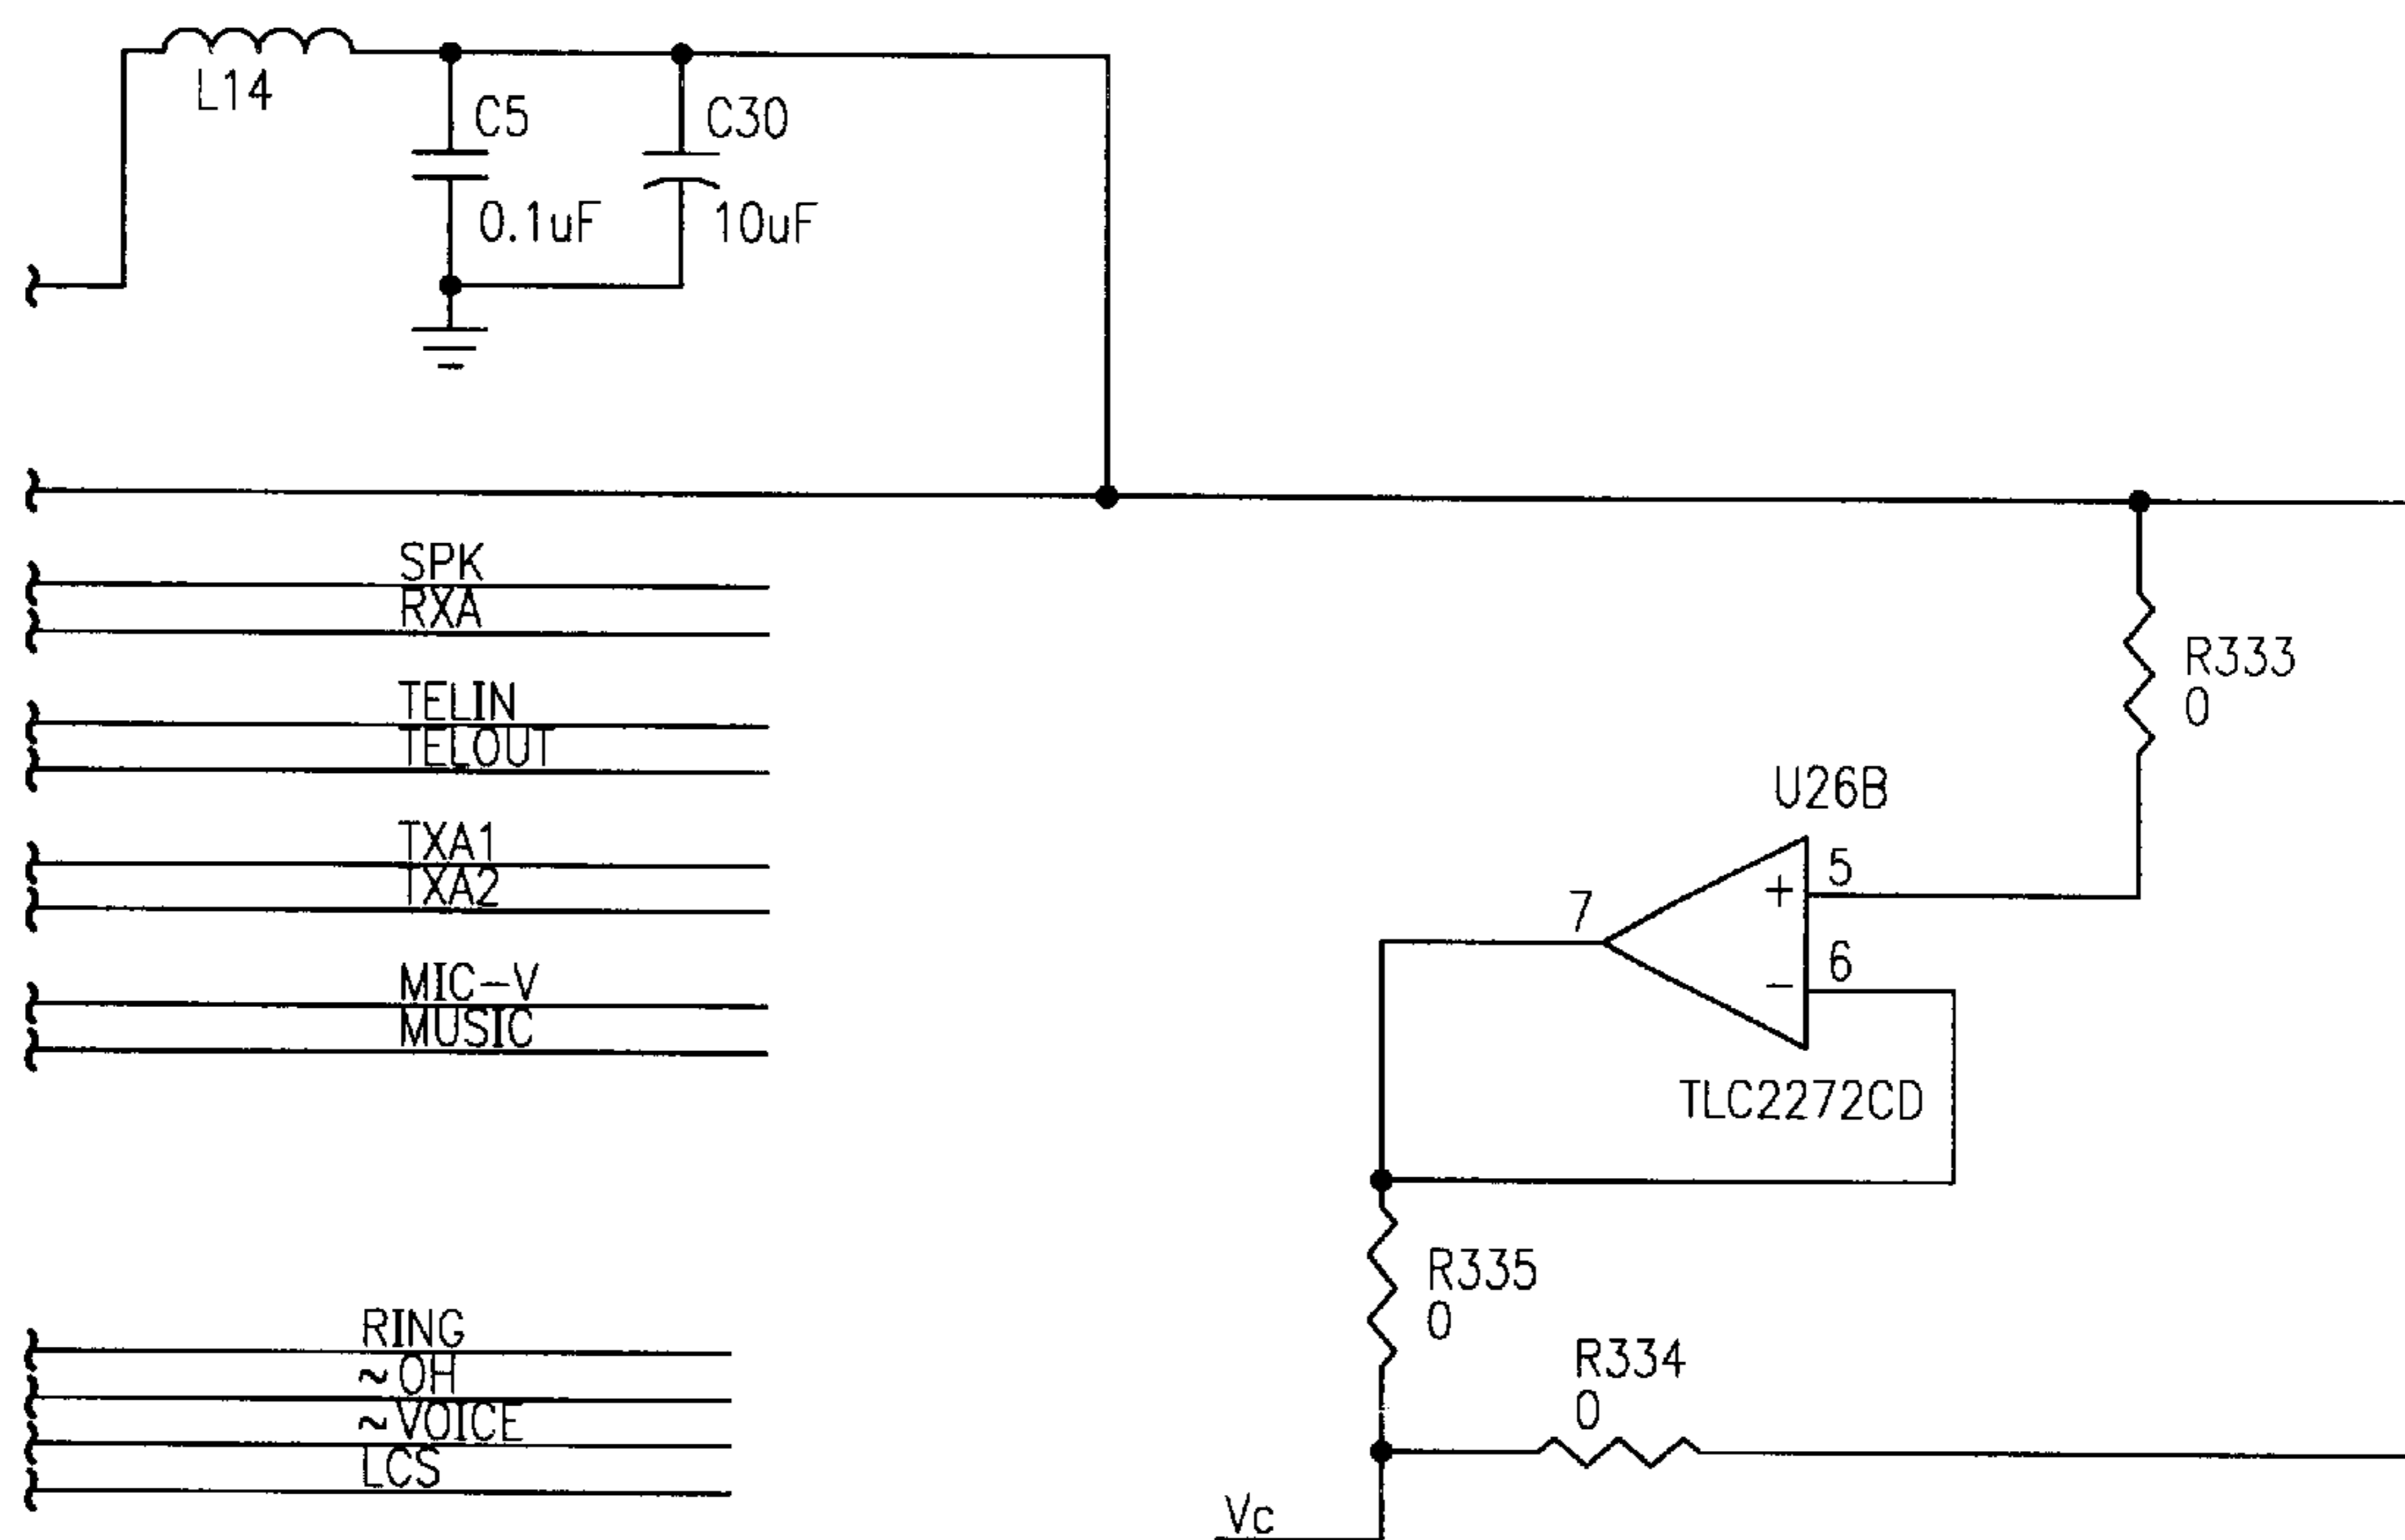 L14
C5
0.1uF
C30
10uF
SPK
RXA
TELIN
TELOUT
TXA1
TXA2
MIC-V
MUSIC
RING
~OH
~VOICE
LCS
R333
0
U26B
5
+
6
-
7
TLC2272CD
R335
0
R334
0
Vc